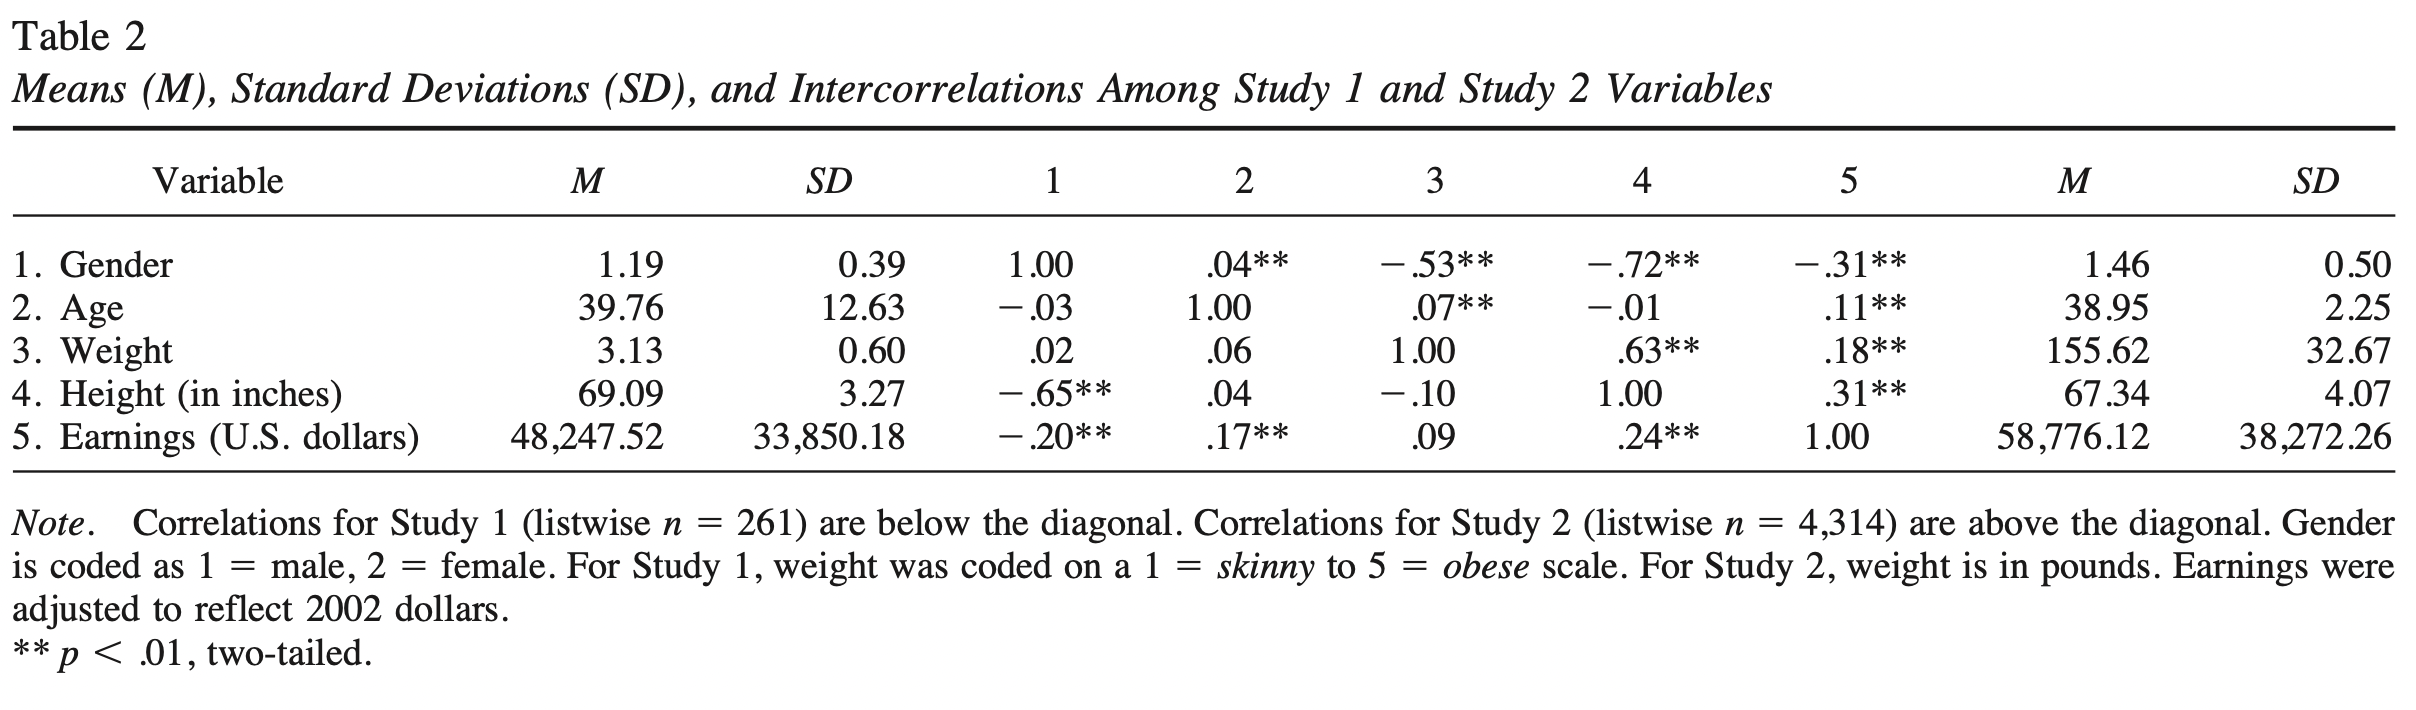 Table 2
Means (M), Standard Deviations (SD), and Intercorrelations Among Study 1 and Study 2 Variables
Variable M SD 1 2 3 4 5 M SD
1. Gender 1.19 0.39 1.00 .04** −.53** −.72** −.31** 1.46 0.50
2. Age 39.76 12.63 −.03 1.00 .07** −.01 .11** 38.95 2.25
3. Weight 3.13 0.60 .02 .06 1.00 .63** .18** 155.62 32.67
4. Height (in inches) 69.09 3.27 −.65** .04 −.10 1.00 .31** 67.34 4.07
5. Earnings (U.S. dollars) 48,247.52 33,850.18 −.20** .17** .09 .24** 1.00 58,776.12 38,272.26
Note. Correlations for Study 1 (listwise n = 261) are below the diagonal. Correlations for Study 2 (listwise n = 4,314) are above the diagonal. Gender
is coded as 1 = male, 2 = female. For Study 1, weight was coded on a 1 = skinny to 5 = obese scale. For Study 2, weight is in pounds. Earnings were
adjusted to reflect 2002 dollars.
** p < .01, two-tailed.